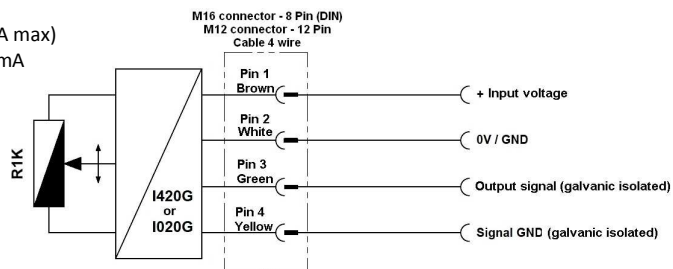 M16 connector - 8 Pin (DIN)
M12 connector - 12 Pin
Cable 4 wire
A max)
mA
Pin 1
Brown
+ Input voltage
Pin 2
White
0V / GND
Pin 3
Green
Output signal (galvanic isolated)
Pin 4
Yellow
Signal GND (galvanic isolated)
R1K
I420G
or
I020G